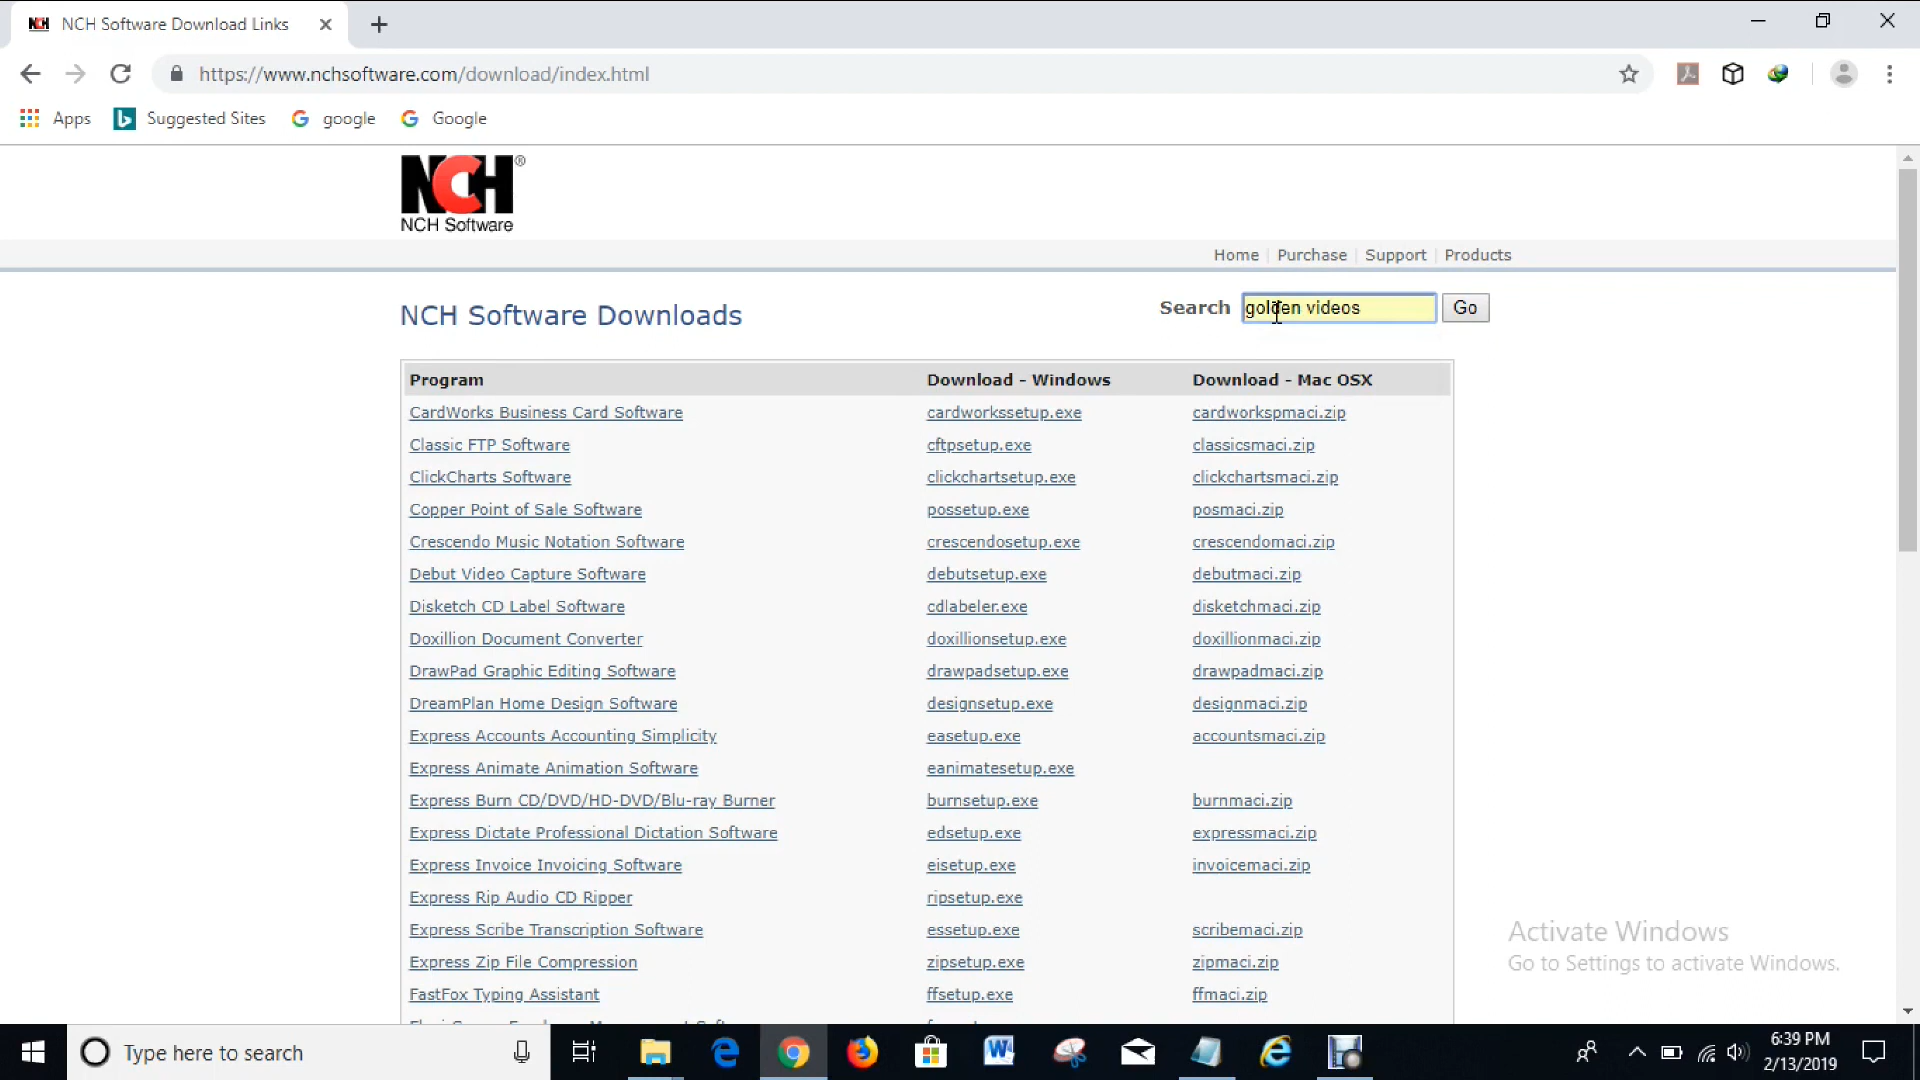 NCH Software Download Links
https://www.nchsoftware.com/download/index.html
Apps Suggested Sites google Google
NCH®
NCH Software
Home Purchase Support Products
NCH Software Downloads
Search golden videos Go
Program Download - Windows Download - Mac OSX
CardWorks Business Card Software cardworkssetup.exe cardworkspmaci.zip
Classic FTP Software cftpsetup.exe classicsmaci.zip
ClickCharts Software clickchartsetup.exe clickchartsmaci.zip
Copper Point of Sale Software possetup.exe posmaci.zip
Crescendo Music Notation Software crescendosetup.exe crescendomaci.zip
Debut Video Capture Software debutsetup.exe debutmaci.zip
Disketch CD Label Software cdlabeler.exe disketchmaci.zip
Doxillion Document Converter doxillionsetup.exe doxillionmaci.zip
DrawPad Graphic Editing Software drawpadsetup.exe drawpadmaci.zip
DreamPlan Home Design Software designsetup.exe designmaci.zip
Express Accounts Accounting Simplicity easetup.exe accountsmaci.zip
Express Animate Animation Software eanimatesetup.exe
Express Burn CD/DVD/HD-DVD/Blu-ray Burner burnsetup.exe burnmaci.zip
Express Dictate Professional Dictation Software edsetup.exe expressmaci.zip
Express Invoice Invoicing Software eisetup.exe invoicemaci.zip
Express Rip Audio CD Ripper ripsetup.exe
Express Scribe Transcription Software essetup.exe scribemaci.zip
Express Zip File Compression zipsetup.exe zipmaci.zip
FastFox Typing Assistant ffsetup.exe ffmaci.zip
Activate Windows
Go to Settings to activate Windows.
Type here to search
6:39 PM
2/13/2019